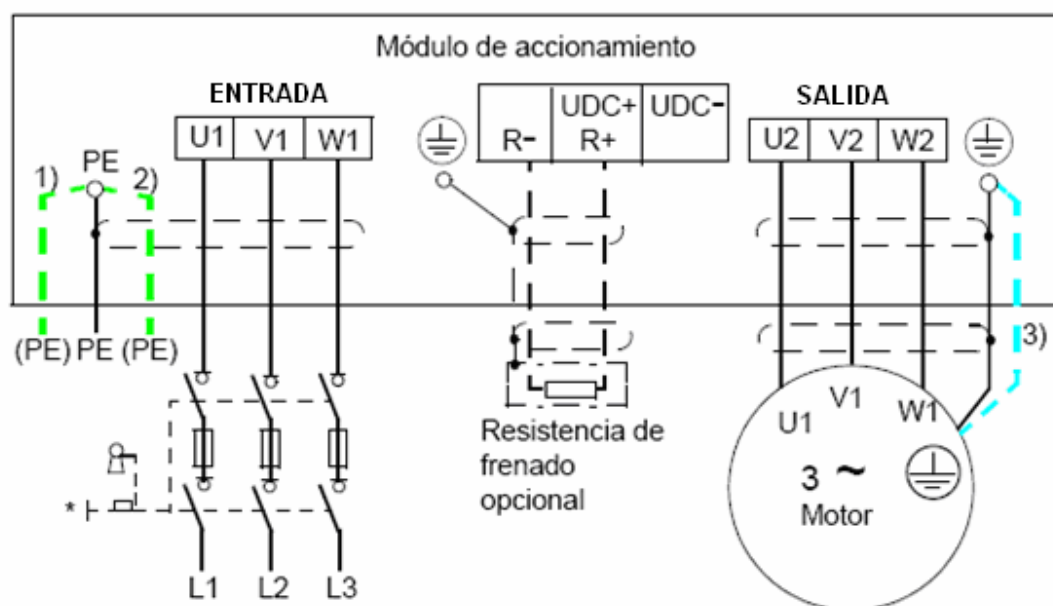 Módulo de accionamiento
ENTRADA
SALIDA
U1 V1 W1
R- UDC+ R+ UDC-
U2 V2 W2
1) PE 2)
(PE) PE (PE)
3)
U1 V1 W1
3 ~
Motor
Resistencia de
frenado
opcional
*
L1 L2 L3